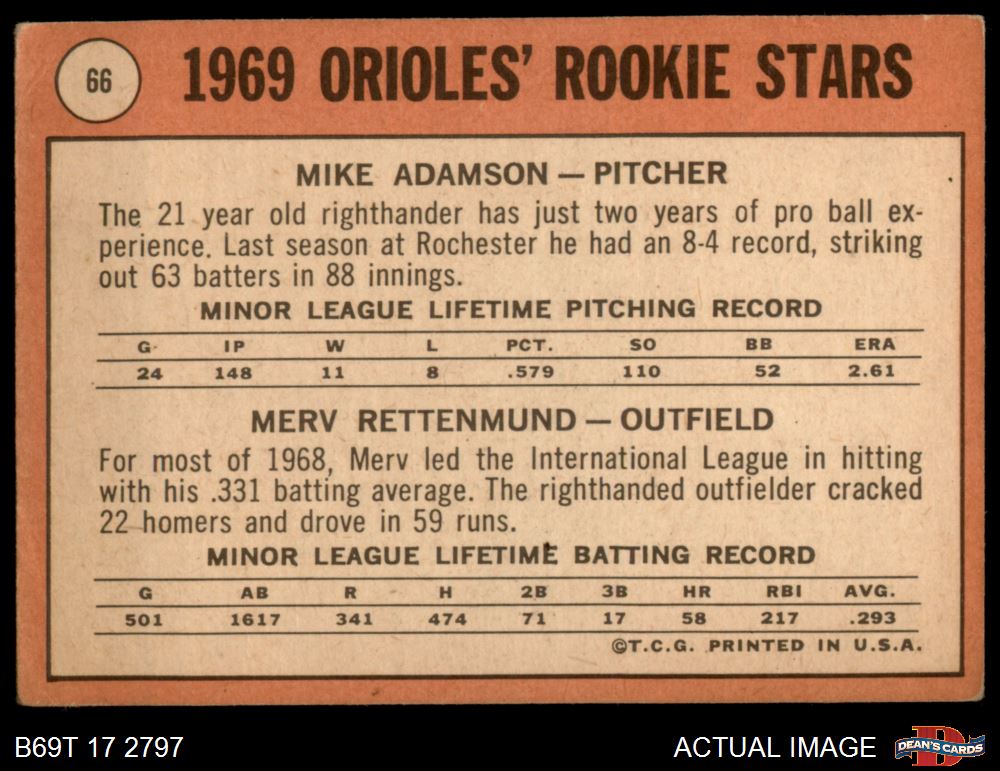 66
1969 ORIOLES' ROOKIE STARS
MIKE ADAMSON — PITCHER
The 21 year old righthander has just two years of pro ball ex-
perience. Last season at Rochester he had an 8-4 record, striking
out 63 batters in 88 innings.
MINOR LEAGUE LIFETIME PITCHING RECORD
G IP W L PCT. SO BB ERA
24 148 11 8 .579 110 52 2.61
MERV RETTENMUND — OUTFIELD
For most of 1968, Merv led the International League in hitting
with his .331 batting average. The righthanded outfielder cracked
22 homers and drove in 59 runs.
MINOR LEAGUE LIFETIME BATTING RECORD
G AB R H 2B 3B HR RBI AVG.
501 1617 341 474 71 17 58 217 .293
©T.C.G. PRINTED IN U.S.A.
B69T 17 2797
ACTUAL IMAGE
DEAN'S CARDS